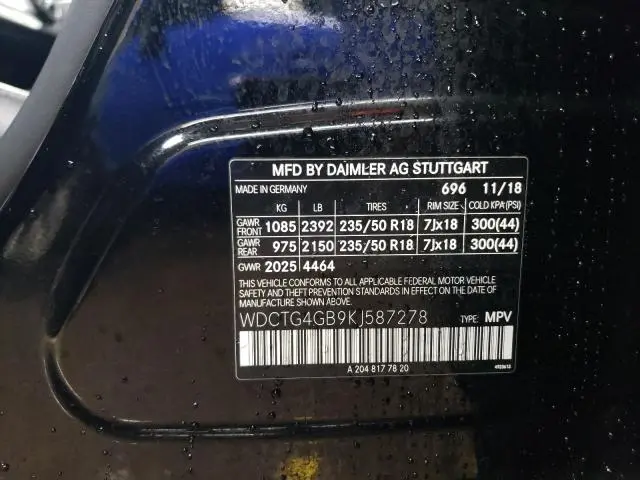 MFD BY DAIMLER AG STUTTGART
MADE IN GERMANY 696 11/18
KG LB TIRES RIM SIZE COLD KPA(PSI)
GAWR FRONT 1085 2392 235/50 R18 7Jx18 300(44)
GAWR REAR 975 2150 235/50 R18 7Jx18 300(44)
GVWR 2025 4464
THIS VEHICLE CONFORMS TO ALL APPLICABLE FEDERAL MOTOR VEHICLE
SAFETY AND THEFT PREVENTION STANDARDS IN EFFECT ON THE DATE OF
MANUFACTURE SHOWN ABOVE.
WDCTG4GB9KJ587278 TYPE: MPV
A 204 817 78 20